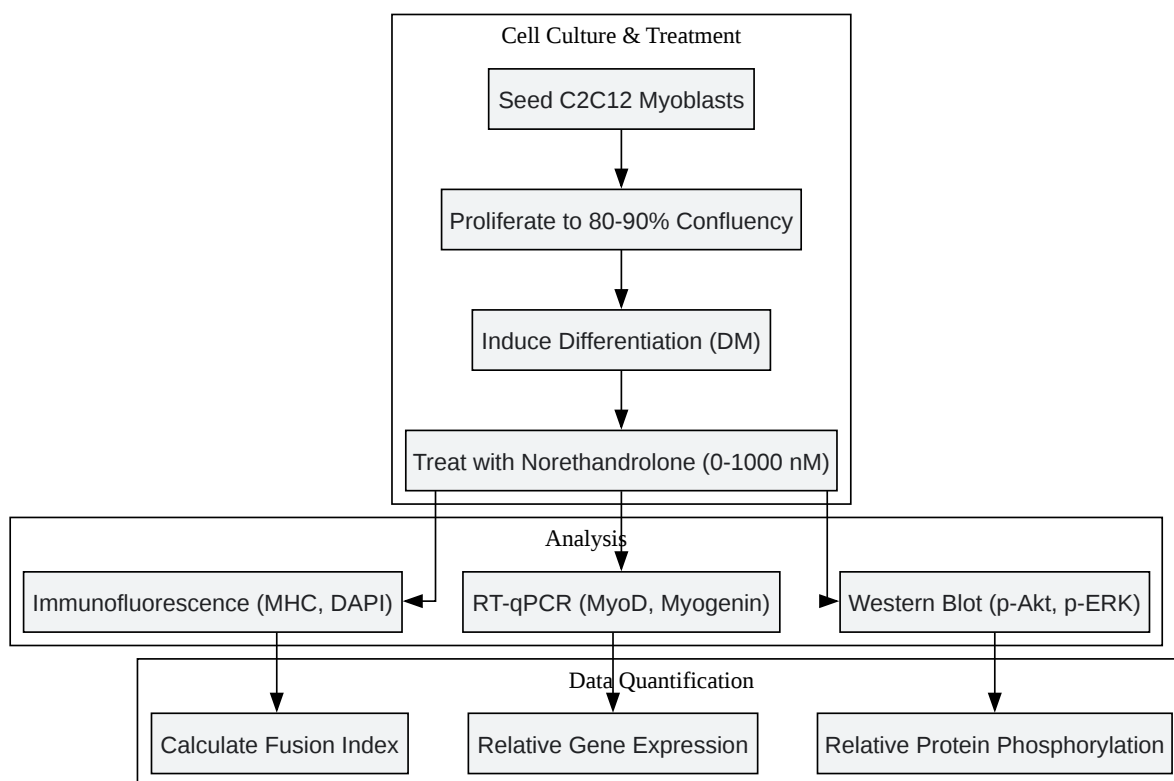 Cell Culture & Treatment
Seed C2C12 Myoblasts
Proliferate to 80-90% Confluency
Induce Differentiation (DM)
Treat with Norethandrolone (0-1000 nM)
Analysis
Immunofluorescence (MHC, DAPI)
RT-qPCR (MyoD, Myogenin)
Western Blot (p-Akt, p-ERK)
Data Quantification
Calculate Fusion Index
Relative Gene Expression
Relative Protein Phosphorylation